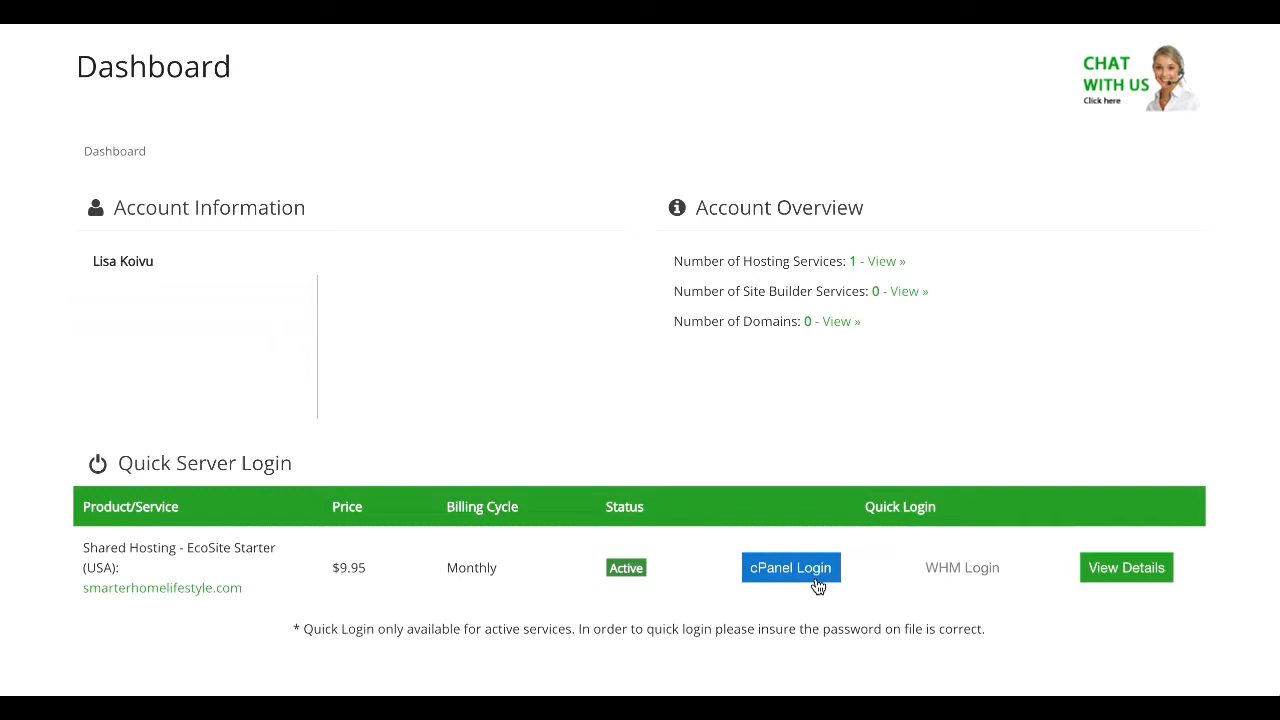 Dashboard
CHAT
WITH US
Click here
Dashboard
Account Information
Account Overview
Lisa Koivu
Number of Hosting Services: 1 - View »
Number of Site Builder Services: 0 - View »
Number of Domains: 0 - View »
Quick Server Login
Product/Service Price Billing Cycle Status Quick Login
Shared Hosting - EcoSite Starter
(USA): $9.95 Monthly Active cPanel Login WHM Login View Details
smarterhomelifestyle.com
* Quick Login only available for active services. In order to quick login please insure the password on file is correct.